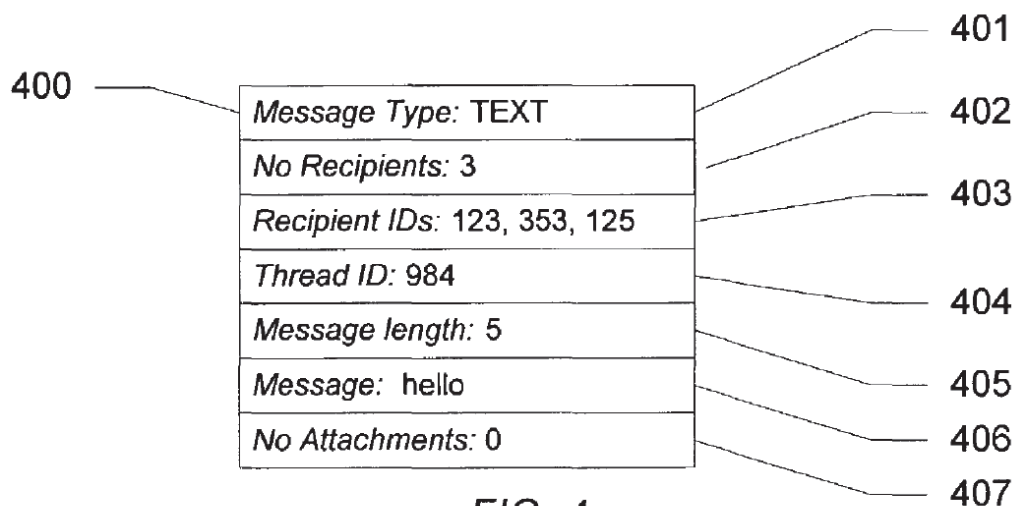 401
400
Message Type: TEXT
402
No Recipients: 3
403
Recipient IDs: 123, 353, 125
Thread ID: 984
404
Message length: 5
405
Message: hello
406
No Attachments: 0
407